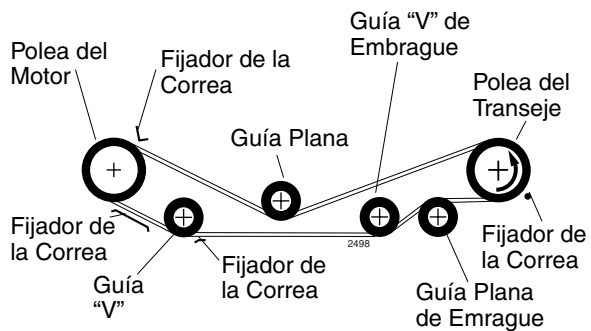 Polea del
Motor
Fijador de la
Correa
Guía “V” de
Embrague
Polea del
Transeje
Guía Plana
Fijador de
la Correa
Guía
“V”
Fijador de
la Correa
2498
Guía Plana
de Emrague
Fijador de
la Correa